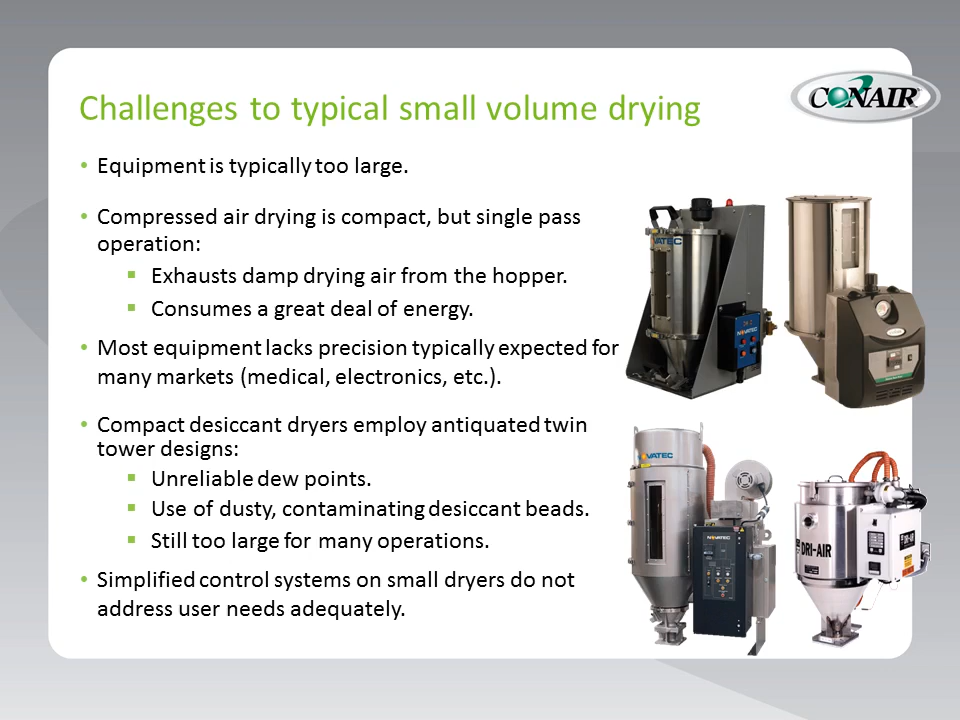 Challenges to typical small volume drying
CONAIR
• Equipment is typically too large.
• Compressed air drying is compact, but single pass
operation:
▪ Exhausts damp drying air from the hopper.
▪ Consumes a great deal of energy.
• Most equipment lacks precision typically expected for
many markets (medical, electronics, etc.).
• Compact desiccant dryers employ antiquated twin
tower designs:
▪ Unreliable dew points.
▪ Use of dusty, contaminating desiccant beads.
▪ Still too large for many operations.
• Simplified control systems on small dryers do not
address user needs adequately.
NOVATEC
NOVATEC
NOVATEC
DRI-AIR
DRI-AIR